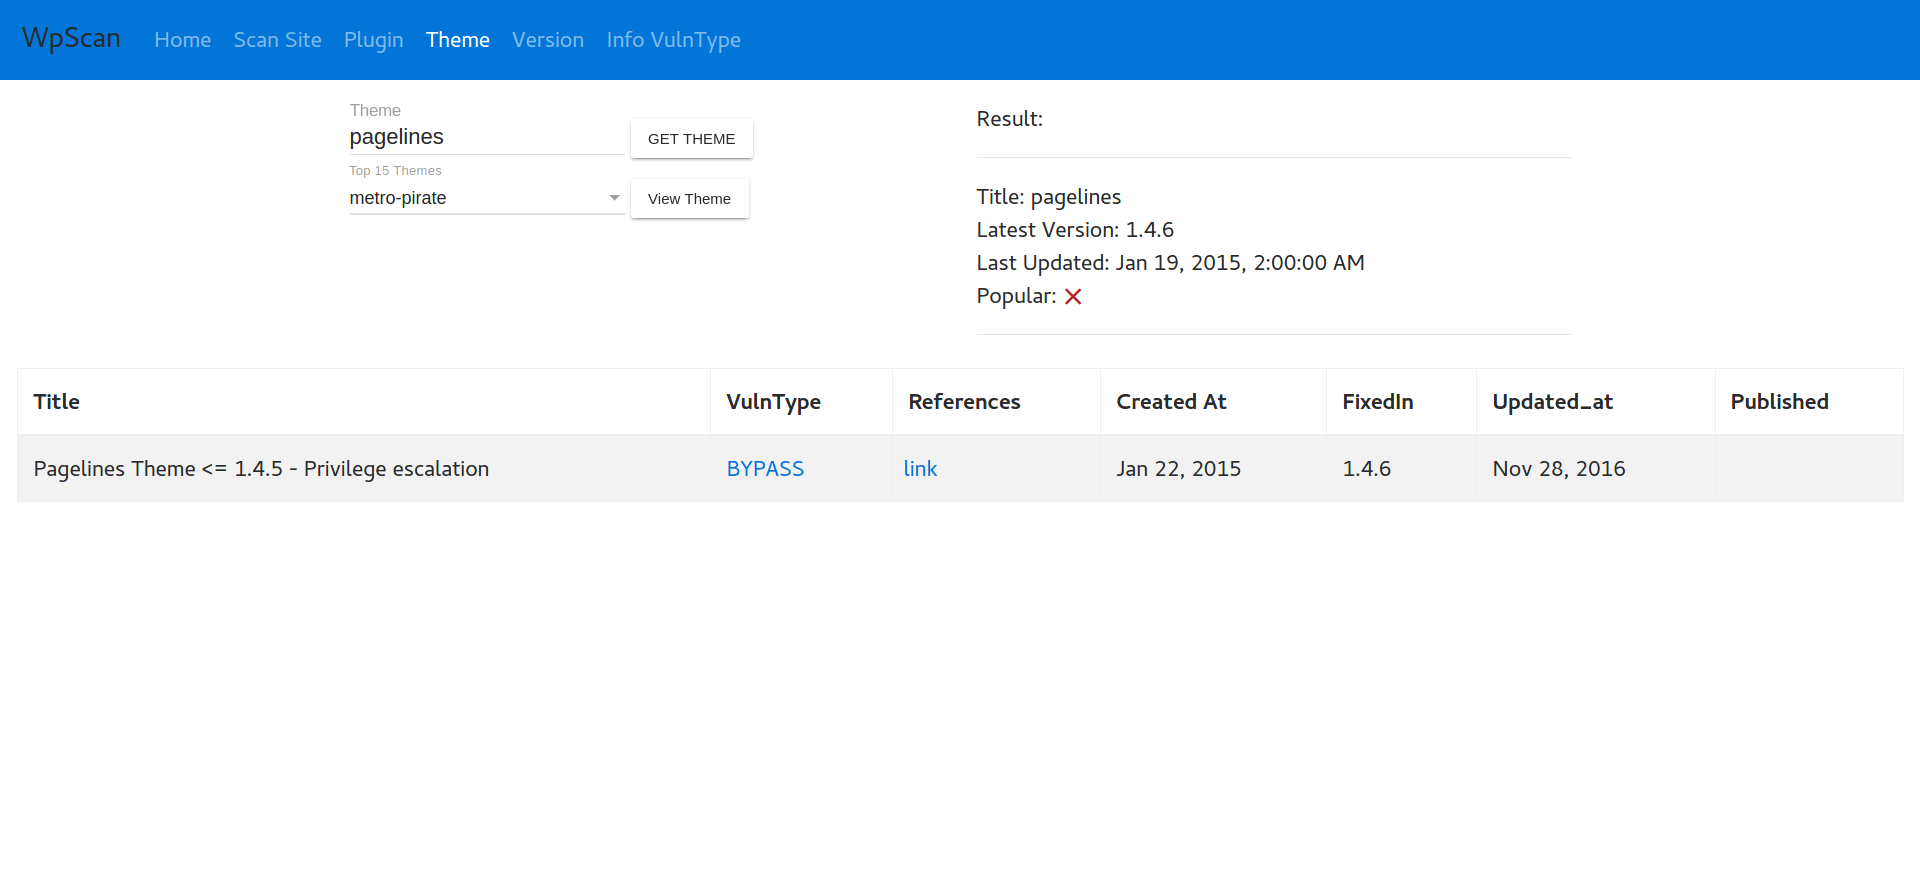 WpScan Home Scan Site Plugin Theme Version Info VulnType
Theme
pagelines GET THEME
Top 15 Themes
metro-pirate View Theme
Result:
Title: pagelines
Latest Version: 1.4.6
Last Updated: Jan 19, 2015, 2:00:00 AM
Popular:
Title VulnType References Created At FixedIn Updated_at Published
Pagelines Theme <= 1.4.5 - Privilege escalation BYPASS link Jan 22, 2015 1.4.6 Nov 28, 2016